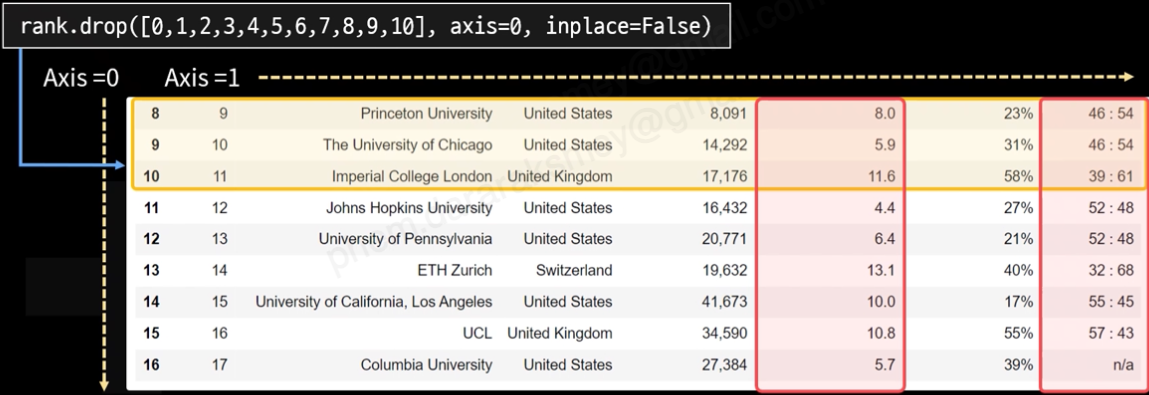 rank.drop([0,1,2,3,4,5,6,7,8,9,10], axis=0, inplace=False)
Axis =0 Axis =1
8 9 Princeton University United States 8,091 8.0 23% 46 : 54
9 10 The University of Chicago United States 14,292 5.9 31% 46 : 54
10 11 Imperial College London United Kingdom 17,176 11.6 58% 39 : 61
11 12 Johns Hopkins University United States 16,432 4.4 27% 52 : 48
12 13 University of Pennsylvania United States 20,771 6.4 21% 52 : 48
13 14 ETH Zurich Switzerland 19,632 13.1 40% 32 : 68
14 15 University of California, Los Angeles United States 41,673 10.0 17% 55 : 45
15 16 UCL United Kingdom 34,590 10.8 55% 57 : 43
16 17 Columbia University United States 27,384 5.7 39% n/a